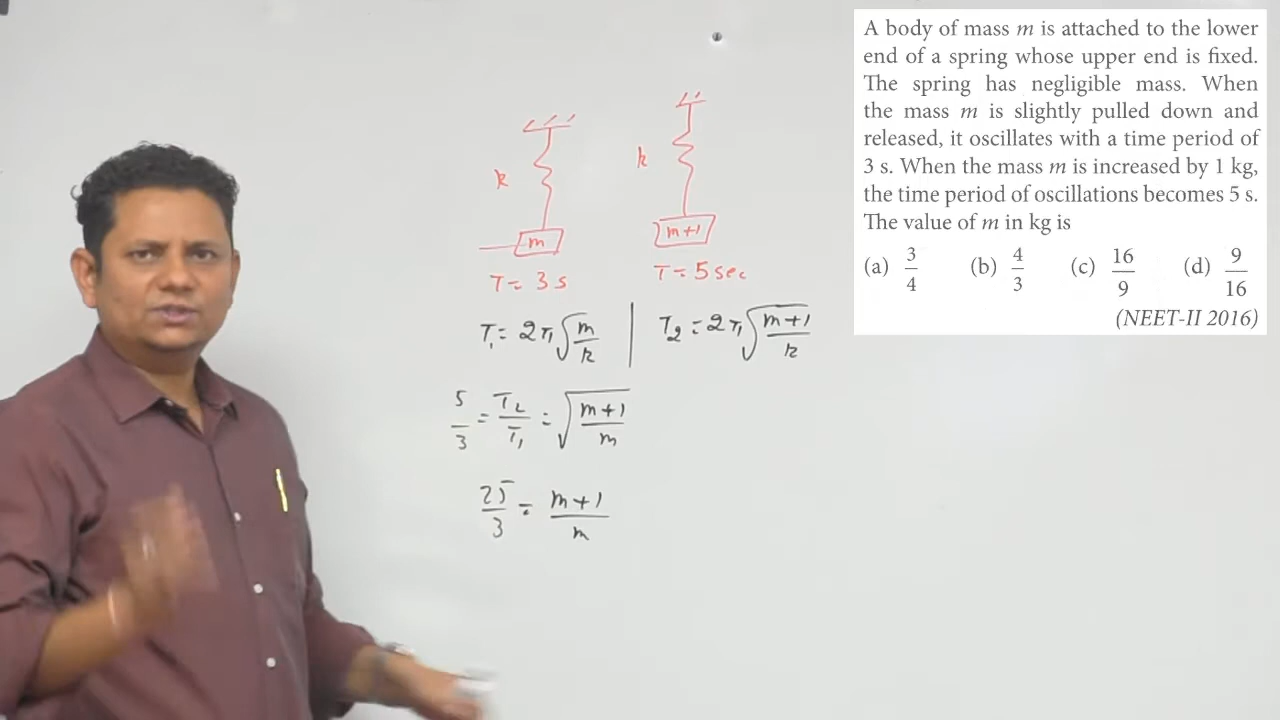 A body of mass m is attached to the lower
end of a spring whose upper end is fixed.
The spring has negligible mass. When
the mass m is slightly pulled down and
released, it oscillates with a time period of
3 s. When the mass m is increased by 1 kg,
the time period of oscillations becomes 5 s.
The value of m in kg is
(a) 3/4 (b) 4/3 (c) 16/9 (d) 9/16
(NEET-II 2016)
k k
m m+1
T= 3 s T= 5 sec
T₁= 2π√(m/k) | T₂ = 2π√((m+1)/k)
5/3 = T₂/T₁ = √((m+1)/m)
25/3 = (m+1)/m